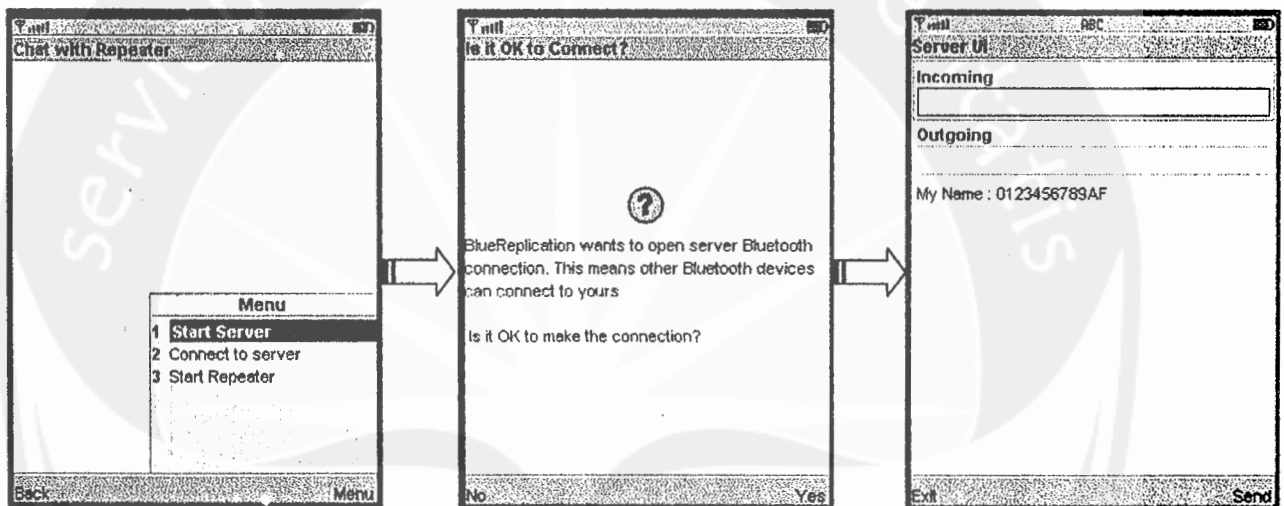 Chat with Repeater
Menu
1 Start Server
2 Connect to server
3 Start Repeater
Back
Menu
Is it OK to Connect?
BlueReplication wants to open server Bluetooth
connection. This means other Bluetooth devices
can connect to yours
Is it OK to make the connection?
No
Yes
ABC
Server UI
Incoming
Outgoing
My Name : 0123456789AF
Exit
Send